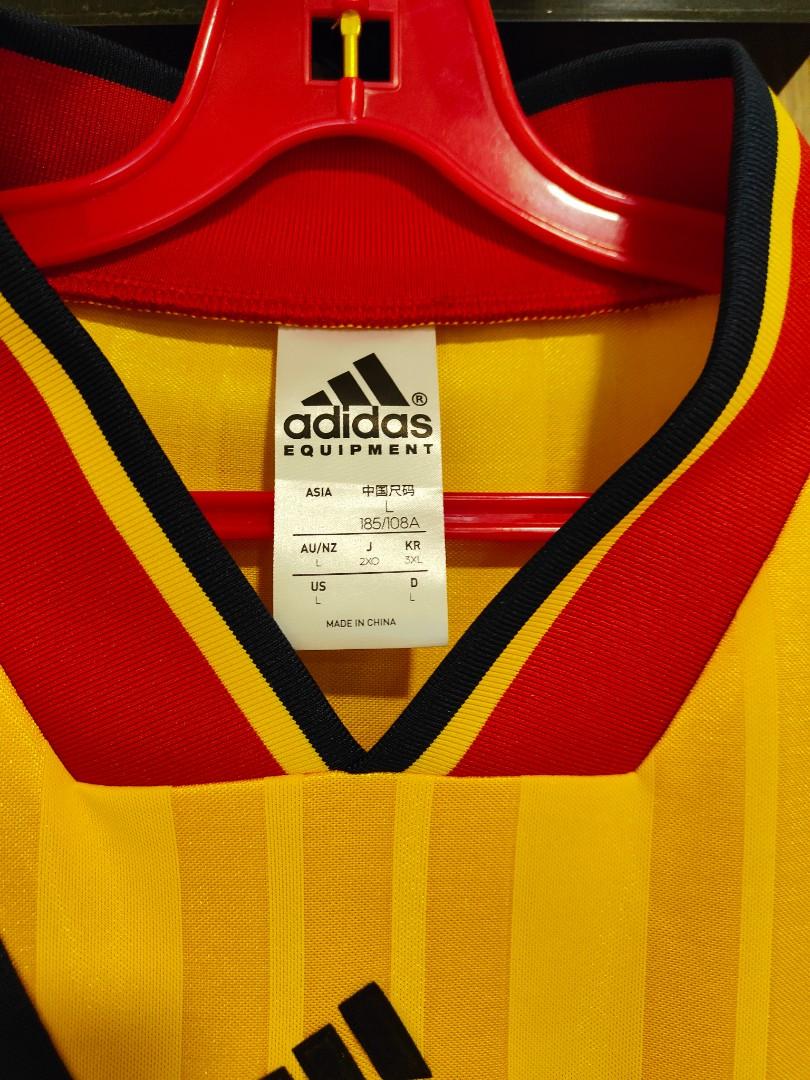 adidas®
EQUIPMENT
ASIA 中国尺码
L
185/108A
AU/NZ J KR
L 2XO 3XL
US D
L L
MADE IN CHINA